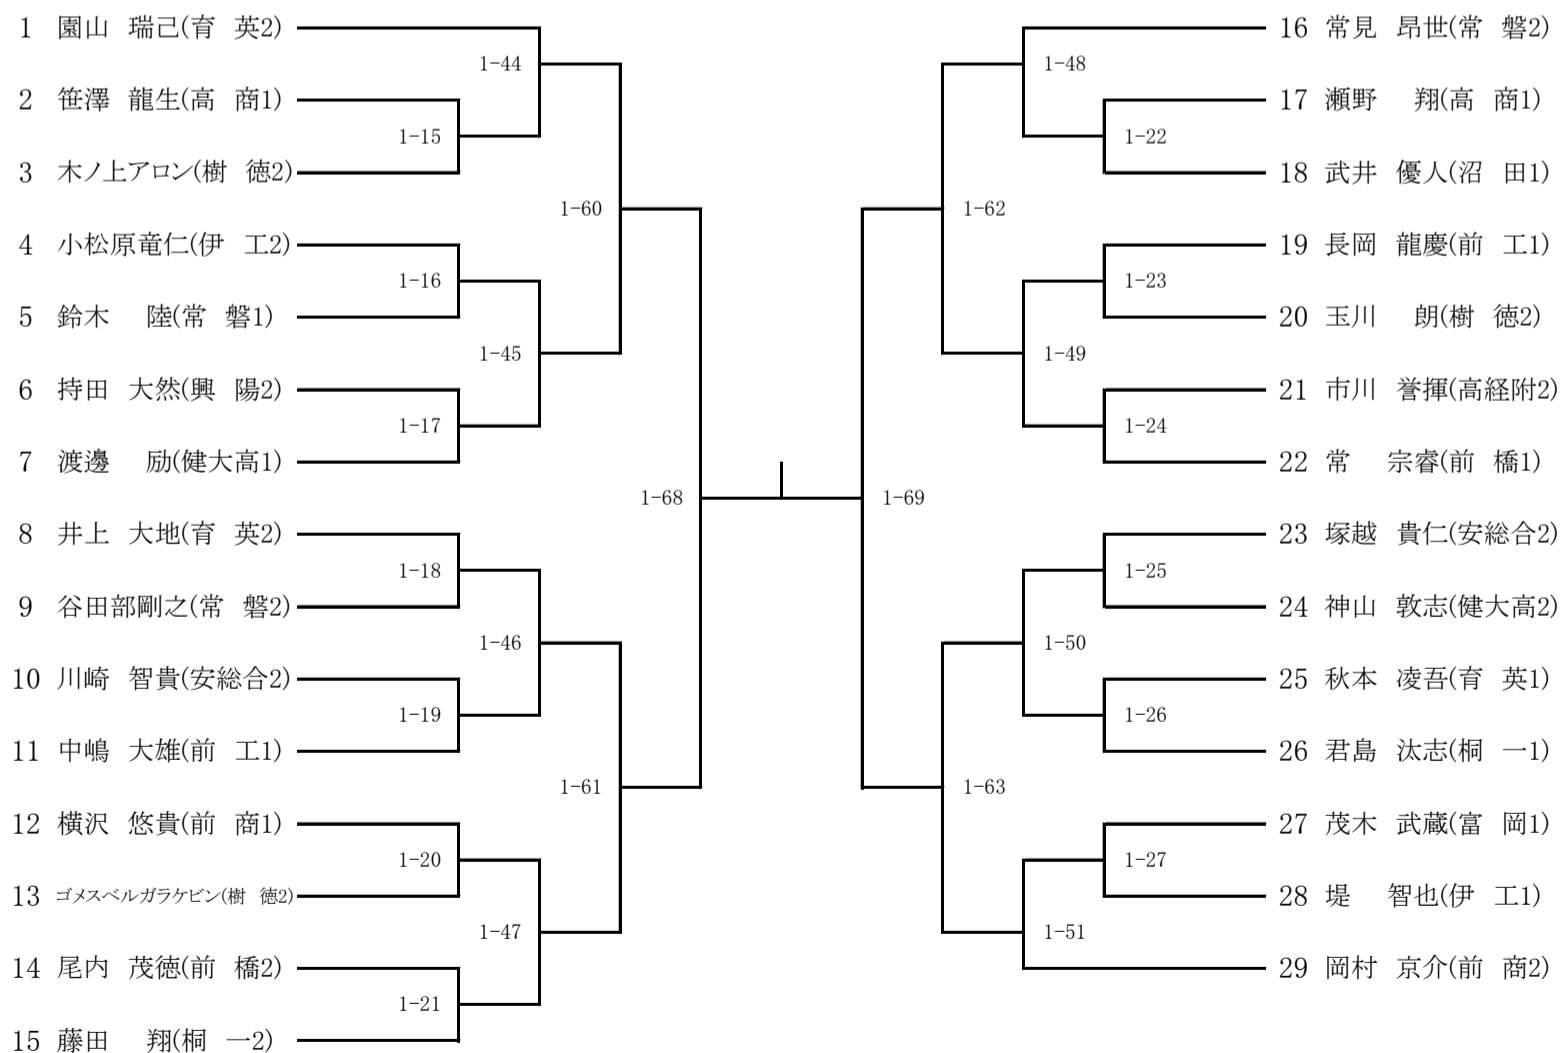 1 園山 瑞己(育 英2)
1-44
2 笹澤 龍生(高 商1)
1-15
3 木ノ上アロン(樹 徳2)
1-60
4 小松原竜仁(伊 工2)
1-16
5 鈴木 陸(常 磐1)
1-45
6 持田 大然(興 陽2)
1-17
7 渡邊 励(健大高1)
1-68
8 井上 大地(育 英2)
1-18
9 谷田部剛之(常 磐2)
1-46
10 川崎 智貴(安総合2)
1-19
11 中嶋 大雄(前 工1)
1-61
12 横沢 悠貴(前 商1)
1-20
13 ゴメスベルガラケビン(樹 徳2)
1-47
14 尾内 茂徳(前 橋2)
1-21
15 藤田 翔(桐 一2)
16 常見 昂世(常 磐2)
1-48
17 瀬野 翔(高 商1)
1-22
18 武井 優人(沼 田1)
1-62
19 長岡 龍慶(前 工1)
1-23
20 玉川 朗(樹 徳2)
1-49
21 市川 誉揮(高経附2)
1-24
22 常 宗睿(前 橋1)
1-69
23 塚越 貴仁(安総合2)
1-25
24 神山 敦志(健大高2)
1-50
25 秋本 凌吾(育 英1)
1-26
26 君島 汰志(桐 一1)
1-63
27 茂木 武蔵(富 岡1)
1-27
28 堤 智也(伊 工1)
1-51
29 岡村 京介(前 商2)